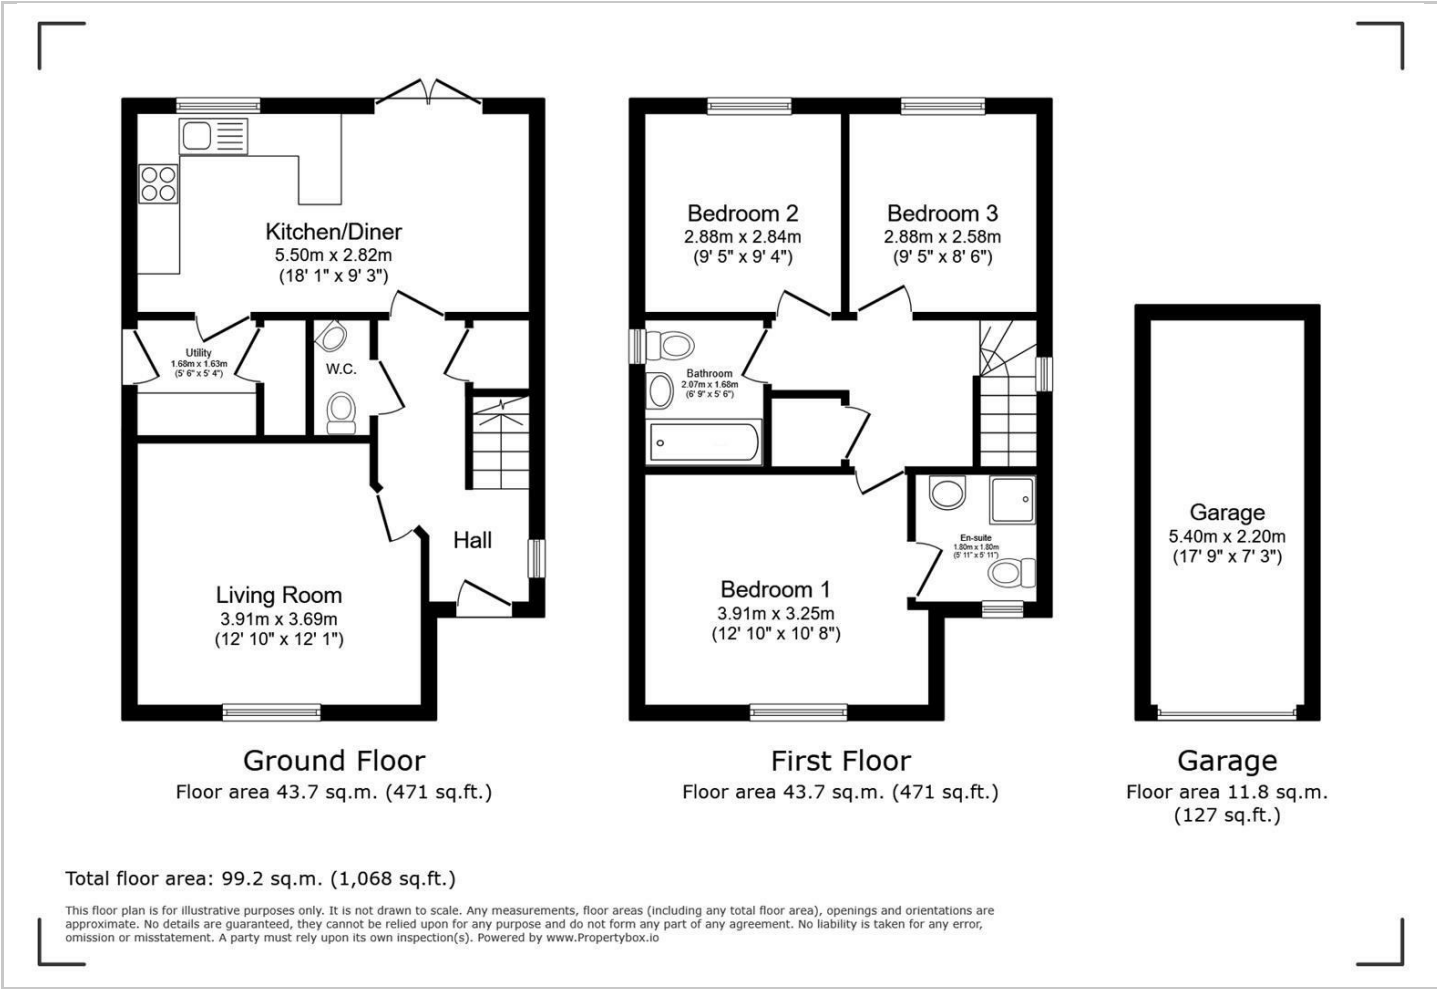 Kitchen/Diner
5.50m x 2.82m
(18' 1" x 9' 3")
Utility
1.68m x 1.63m
(5' 6" x 5' 4")
W.C.
Hall
Living Room
3.91m x 3.69m
(12' 10" x 12' 1")
Ground Floor
Floor area 43.7 sq.m. (471 sq.ft.)
Bedroom 2
2.88m x 2.84m
(9' 5" x 9' 4")
Bedroom 3
2.88m x 2.58m
(9' 5" x 8' 6")
Bathroom
2.07m x 1.68m
(6' 9" x 5' 6")
En-suite
1.80m x 1.80m
(5' 11" x 5' 11")
Bedroom 1
3.91m x 3.25m
(12' 10" x 10' 8")
First Floor
Floor area 43.7 sq.m. (471 sq.ft.)
Garage
5.40m x 2.20m
(17' 9" x 7' 3")
Garage
Floor area 11.8 sq.m.
(127 sq.ft.)
Total floor area: 99.2 sq.m. (1,068 sq.ft.)
This floor plan is for illustrative purposes only. It is not drawn to scale. Any measurements, floor areas (including any total floor area), openings and orientations are
approximate. No details are guaranteed, they cannot be relied upon for any purpose and do not form any part of any agreement. No liability is taken for any error,
omission or misstatement. A party must rely upon its own inspection(s). Powered by www.Propertybox.io